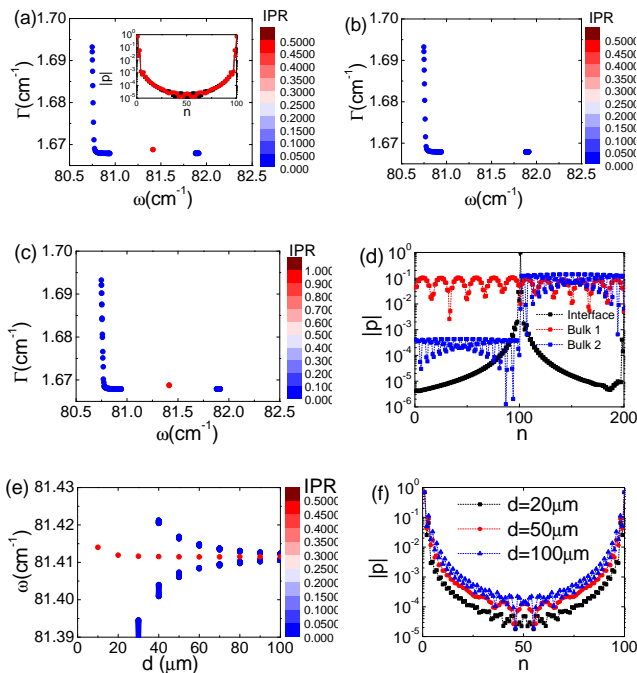 (a)
IPR
1.70
1.69
1.68
1.67
Γ(cm⁻¹)
80.5 81.0 81.5 82.0 82.5
ω(cm⁻¹)
10⁰
10⁻¹
10⁻²
10⁻³
10⁻⁴
10⁻⁵
|p|
0 50 100
n
0.5000
0.4500
0.4000
0.3500
0.3000
0.2500
0.2000
0.1500
0.1000
0.0500
0.000
(b)
IPR
1.70
1.69
1.68
1.67
Γ(cm⁻¹)
80.5 81.0 81.5 82.0 82.5
ω(cm⁻¹)
0.5000
0.4500
0.4000
0.3500
0.3000
0.2500
0.2000
0.1500
0.1000
0.0500
0.000
(c)
IPR
1.70
1.69
1.68
1.67
Γ(cm⁻¹)
80.5 81.0 81.5 82.0 82.5
ω(cm⁻¹)
1.000
0.900
0.800
0.700
0.600
0.500
0.400
0.300
0.200
0.100
0.000
(d)
10⁰
10⁻¹
10⁻²
10⁻³
10⁻⁴
10⁻⁵
10⁻⁶
|p|
Interface
Bulk 1
Bulk 2
0 100 200
n
(e)
IPR
81.43
81.42
81.41
81.40
81.39
ω(cm⁻¹)
0 20 40 60 80 100
d (μm)
0.5000
0.4500
0.4000
0.3500
0.3000
0.2500
0.2000
0.1500
0.1000
0.0500
0.000
(f)
10⁰
10⁻¹
10⁻²
10⁻³
10⁻⁴
10⁻⁵
|p|
d=20μm
d=50μm
d=100μm
0 50 100
n